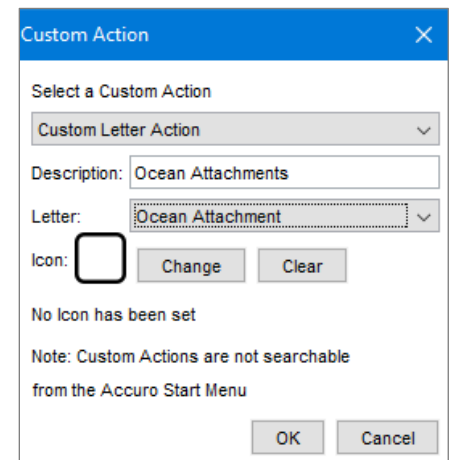 Custom Action
Select a Custom Action
Custom Letter Action
Description: Ocean Attachments
Letter: Ocean Attachment
Icon: Change Clear
No Icon has been set
Note: Custom Actions are not searchable
from the Accuro Start Menu
OK Cancel